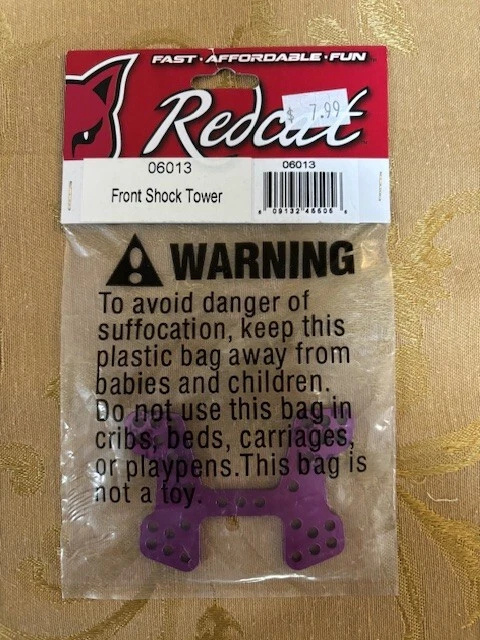 FAST · AFFORDABLE · FUN
$ 7.99
Redcat
06013
Front Shock Tower
06013
WARNING
To avoid danger of
suffocation, keep this
plastic bag away from
babies and children.
Do not use this bag in
cribs, beds, carriages,
or playpens.This bag is
not a toy.